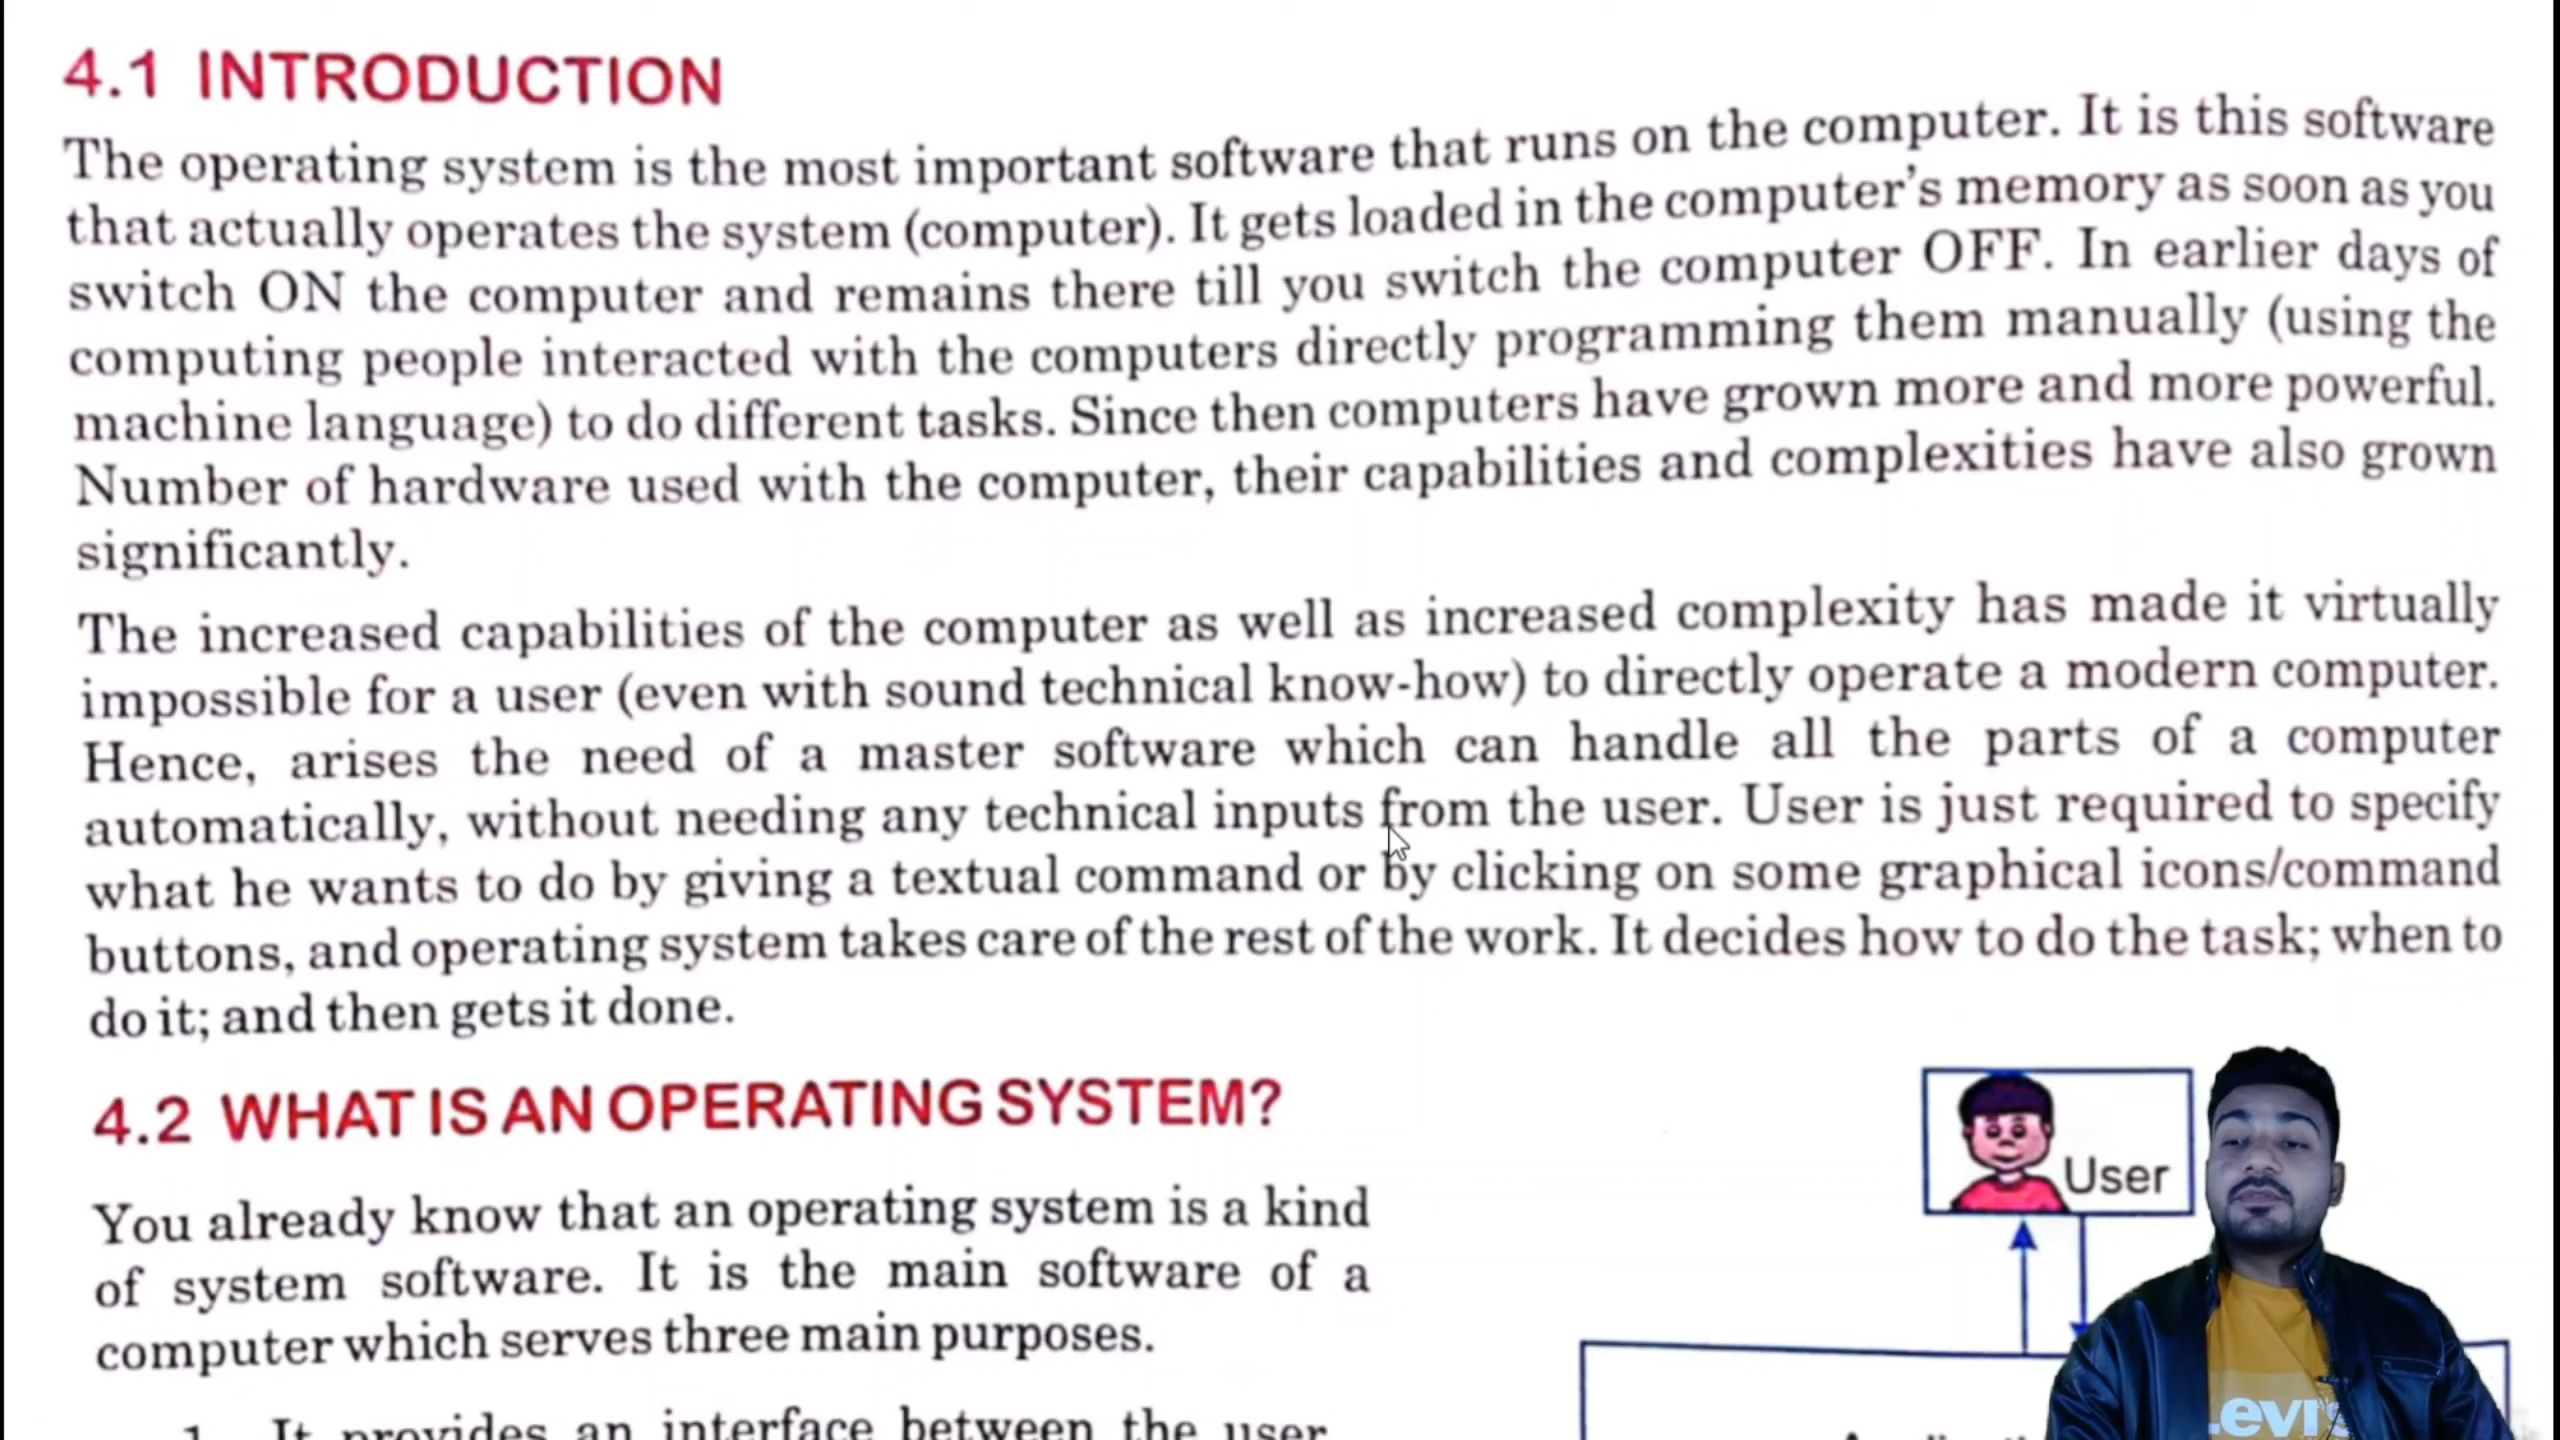 4.1 INTRODUCTION
The operating system is the most important software that runs on the computer. It is this software
that actually operates the system (computer). It gets loaded in the computer's memory as soon as you
switch ON the computer and remains there till you switch the computer OFF. In earlier days of
computing people interacted with the computers directly programming them manually (using the
machine language) to do different tasks. Since then computers have grown more and more powerful.
Number of hardware used with the computer, their capabilities and complexities have also grown
significantly.
The increased capabilities of the computer as well as increased complexity has made it virtually
impossible for a user (even with sound technical know-how) to directly operate a modern computer.
Hence, arises the need of a master software which can handle all the parts of a computer
automatically, without needing any technical inputs from the user. User is just required to specify
what he wants to do by giving a textual command or by clicking on some graphical icons/command
buttons, and operating system takes care of the rest of the work. It decides how to do the task; when to
do it; and then gets it done.
4.2 WHAT IS AN OPERATING SYSTEM?
You already know that an operating system is a kind
of system software. It is the main software of a
computer which serves three main purposes.
1. It provides an interface between the user
User